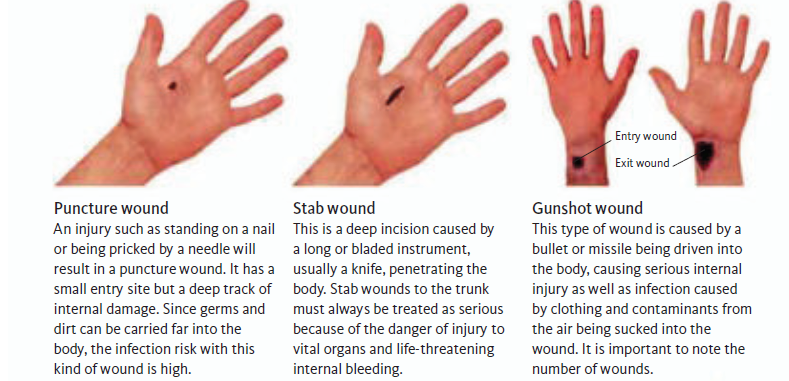 Entry wound
Exit wound
Puncture wound
An injury such as standing on a nail
or being pricked by a needle will
result in a puncture wound. It has a
small entry site but a deep track of
internal damage. Since germs and
dirt can be carried far into the
body, the infection risk with this
kind of wound is high.
Stab wound
This is a deep incision caused by
a long or bladed instrument,
usually a knife, penetrating the
body. Stab wounds to the trunk
must always be treated as serious
because of the danger of injury to
vital organs and life-threatening
internal bleeding.
Gunshot wound
This type of wound is caused by a
bullet or missile being driven into
the body, causing serious internal
injury as well as infection caused
by clothing and contaminants from
the air being sucked into the
wound. It is important to note the
number of wounds.